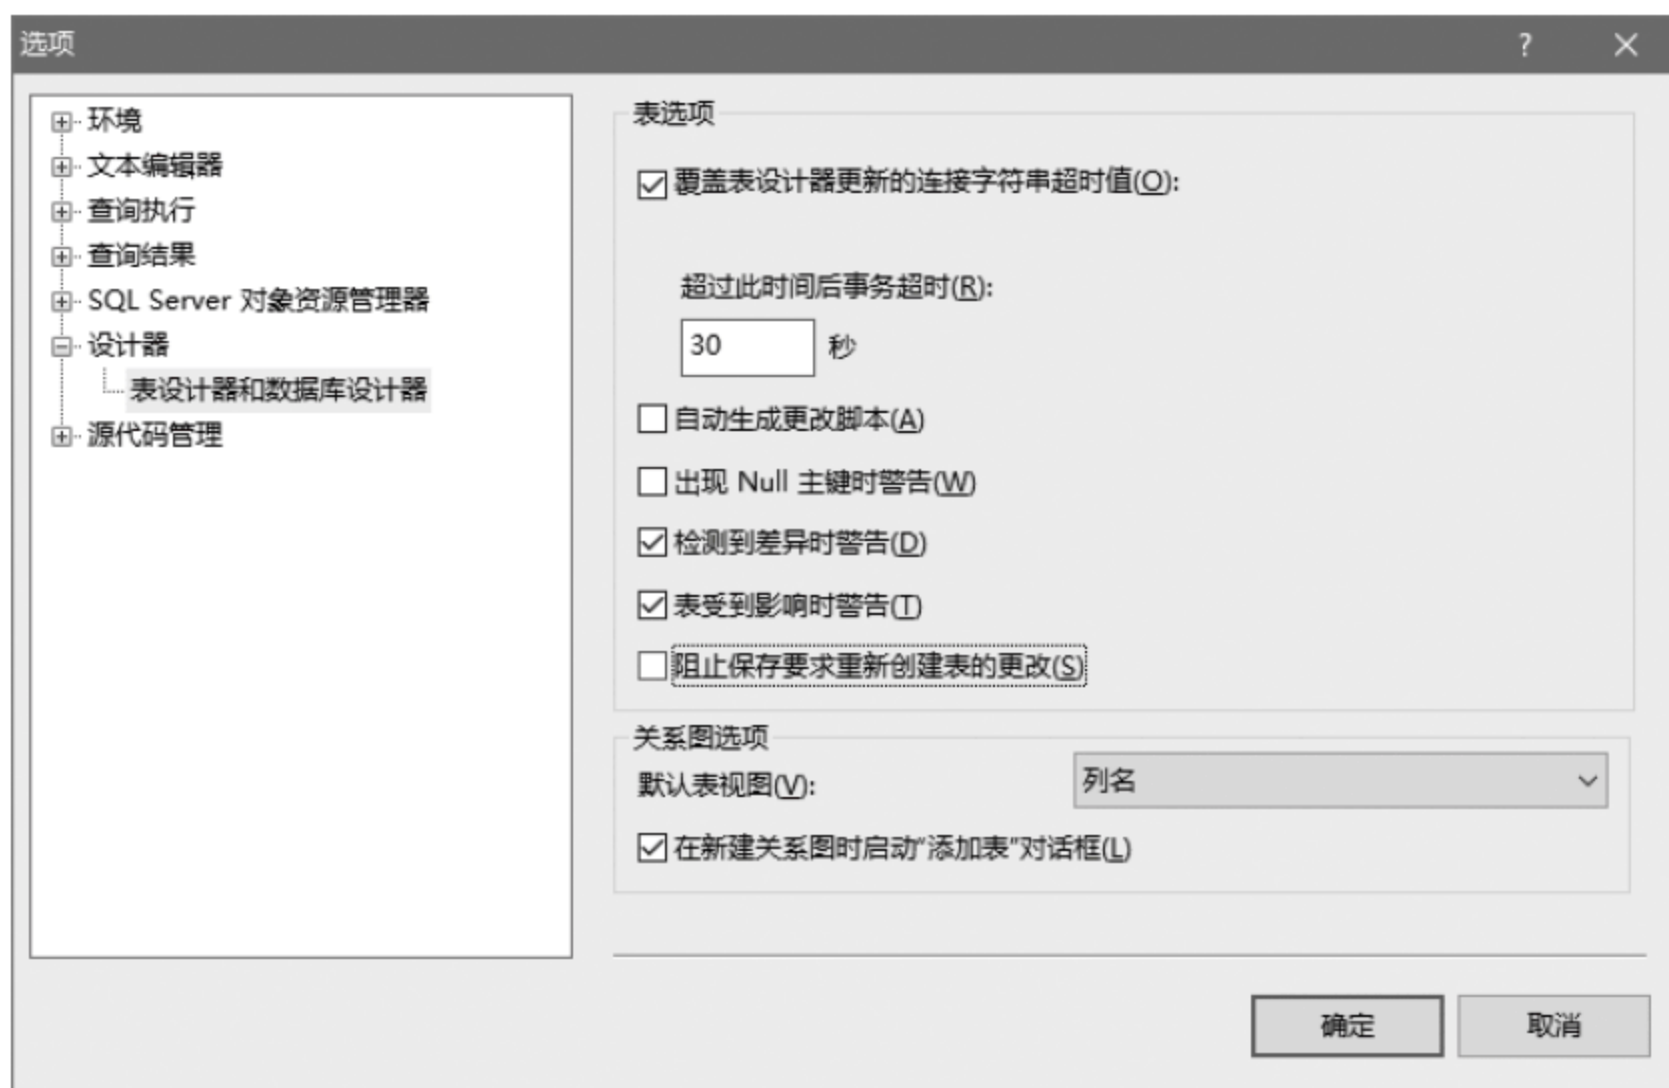 选项
环境
文本编辑器
查询执行
查询结果
SQL Server 对象资源管理器
设计器
表设计器和数据库设计器
源代码管理
表选项
覆盖表设计器更新的连接字符串超时值(O):
超过此时间后事务超时(R):
30 秒
自动生成更改脚本(A)
出现 Null 主键时警告(W)
检测到差异时警告(D)
表受到影响时警告(T)
阻止保存要求重新创建表的更改(S)
关系图选项
默认表视图(V): 列名
在新建关系图时启动"添加表"对话框(L)
确定 取消